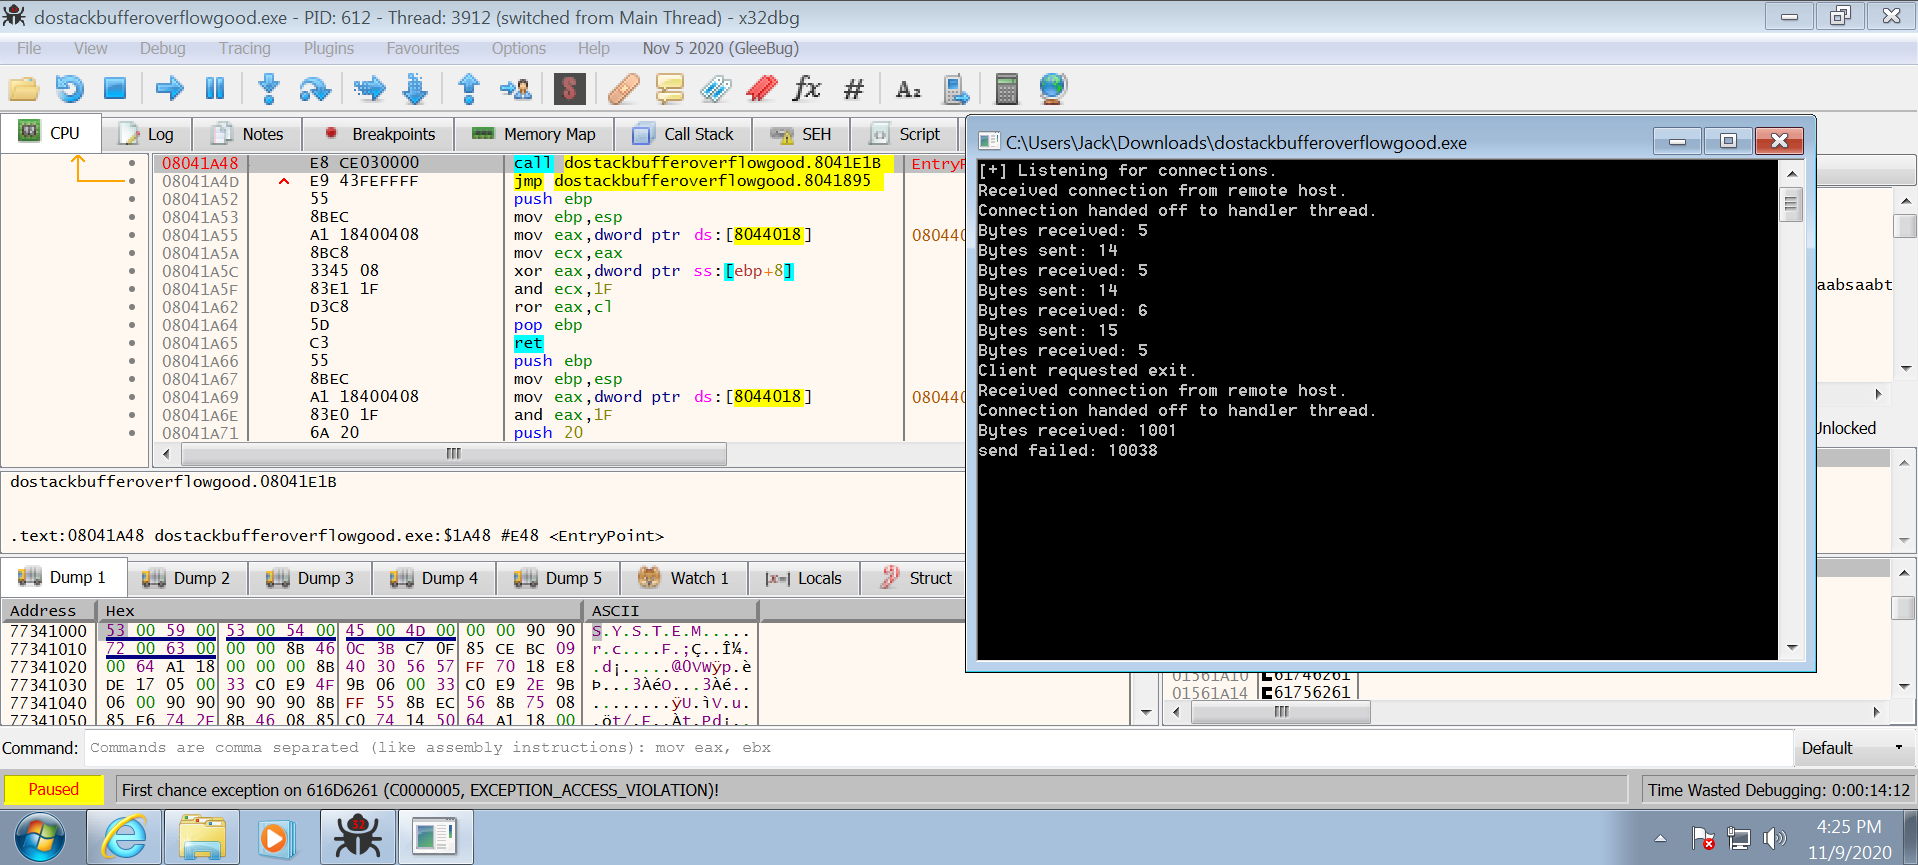 dostackbufferoverflowgood.exe - PID: 612 - Thread: 3912 (switched from Main Thread) - x32dbg
File View Debug Tracing Plugins Favourites Options Help Nov 5 2020 (GleeBug)
CPU Log Notes Breakpoints Memory Map Call Stack SEH Script
08041A48 E8 CE030000 call dostackbufferoverflowgood.8041E1B
08041A4D E9 43FEFFFF jmp dostackbufferoverflowgood.8041895
08041A52 55 push ebp
08041A53 8BEC mov ebp,esp
08041A55 A1 18400408 mov eax,dword ptr ds:[8044018]
08041A5A 8BC8 mov ecx,eax
08041A5C 3345 08 xor eax,dword ptr ss:[ebp+8]
08041A5F 83E1 1F and ecx,1F
08041A62 D3C8 ror eax,cl
08041A64 5D pop ebp
08041A65 C3 ret
08041A66 55 push ebp
08041A67 8BEC mov ebp,esp
08041A69 A1 18400408 mov eax,dword ptr ds:[8044018]
08041A6E 83E0 1F and eax,1F
08041A71 6A 20 push 20
C:\Users\Jack\Downloads\dostackbufferoverflowgood.exe
[+] Listening for connections.
Received connection from remote host.
Connection handed off to handler thread.
Bytes received: 5
Bytes sent: 14
Bytes received: 5
Bytes sent: 14
Bytes received: 6
Bytes sent: 15
Bytes received: 5
Client requested exit.
Received connection from remote host.
Connection handed off to handler thread.
Bytes received: 1001
send failed: 10038
aabsaabt
dostackbufferoverflowgood.08041E1B
.text:08041A48 dostackbufferoverflowgood.exe:$1A48 #E48 <EntryPoint>
Dump 1 Dump 2 Dump 3 Dump 4 Dump 5 Watch 1 Locals Struct
Address Hex ASCII
77341000 53 00 59 00 53 00 54 00 45 00 4D 00 00 00 90 90 S.Y.S.T.E.M.....
77341010 72 00 63 00 00 00 8B 46 0C 3B C7 0F 85 CE BC 09 r.c....F.;Ç..Î¼.
77341020 00 64 A1 18 00 00 00 8B 40 30 56 57 FF 70 18 E8 .d¡.....@0VWÿp.è
77341030 DE 17 05 00 33 C0 E9 4F 9B 06 00 33 C0 E9 2E 9B Þ...3ÀéO...3Àé..
77341040 06 00 90 90 90 90 90 8B FF 55 8B EC 56 8B 75 08 ........ÿU.ìV.u.
77341050 85 F6 74 2F 8B 46 08 85 C0 74 14 50 64 A1 18 00 .öt/.F..Àt.Pd¡..
01561A10 61746261
01561A14 61756261
Command: Commands are comma separated (like assembly instructions): mov eax, ebx Default
Paused First chance exception on 616D6261 (C0000005, EXCEPTION_ACCESS_VIOLATION)! Time Wasted Debugging: 0:00:14:12
32
4:25 PM
11/9/2020